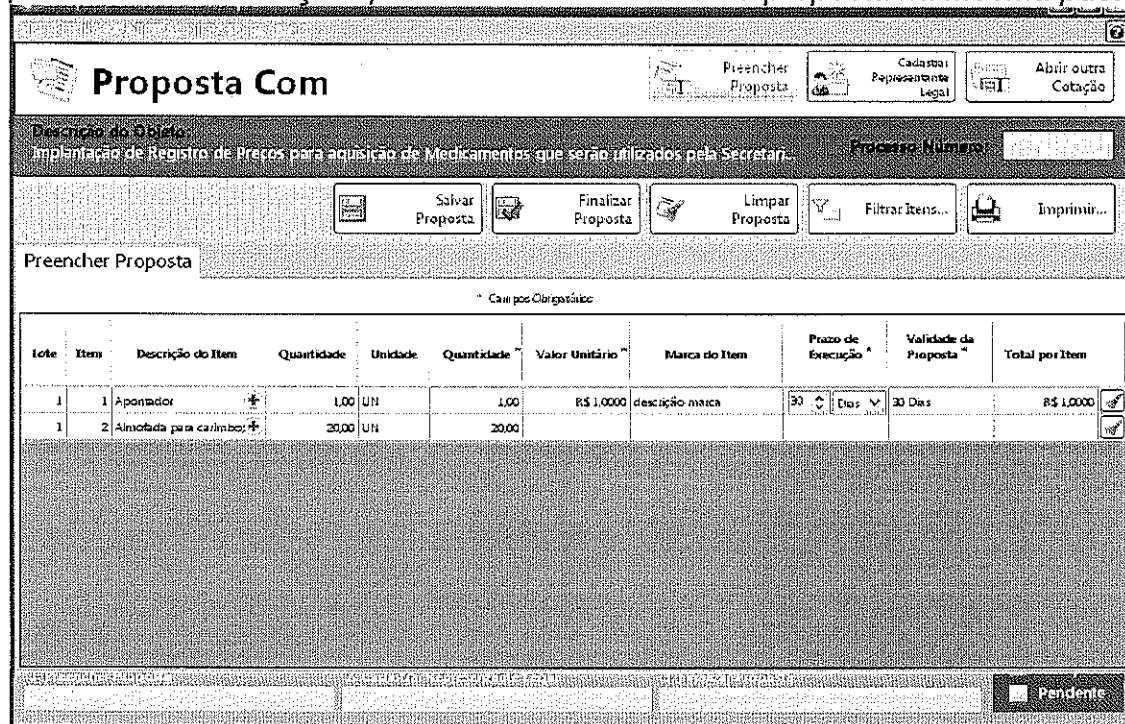 Proposta Com
Preencher
Proposta
Cadastrar
Representante
Legal
Abrir outra
Cotação
Descrição do Objeto:
Implantação de Registro de Preços para aquisição de Medicamentos que serão utilizados pela Secretari...
Processo Número:
Salvar
Proposta
Finalizar
Proposta
Limpar
Proposta
Filtrar Itens...
Imprimir...
Preencher Proposta
* Campos Obrigatórios
Lote Item Descrição do Item Quantidade Unidade Quantidade * Valor Unitário * Marca do Item Prazo de Execução * Validade da Proposta * Total por Item
1 1 Apontador + 1,00 UN 1,00 R$ 1,0000 descrição marca 30 Dias 30 Dias R$ 1,0000
1 2 Almofada para carimbo; + 20,00 UN 20,00
Pendente